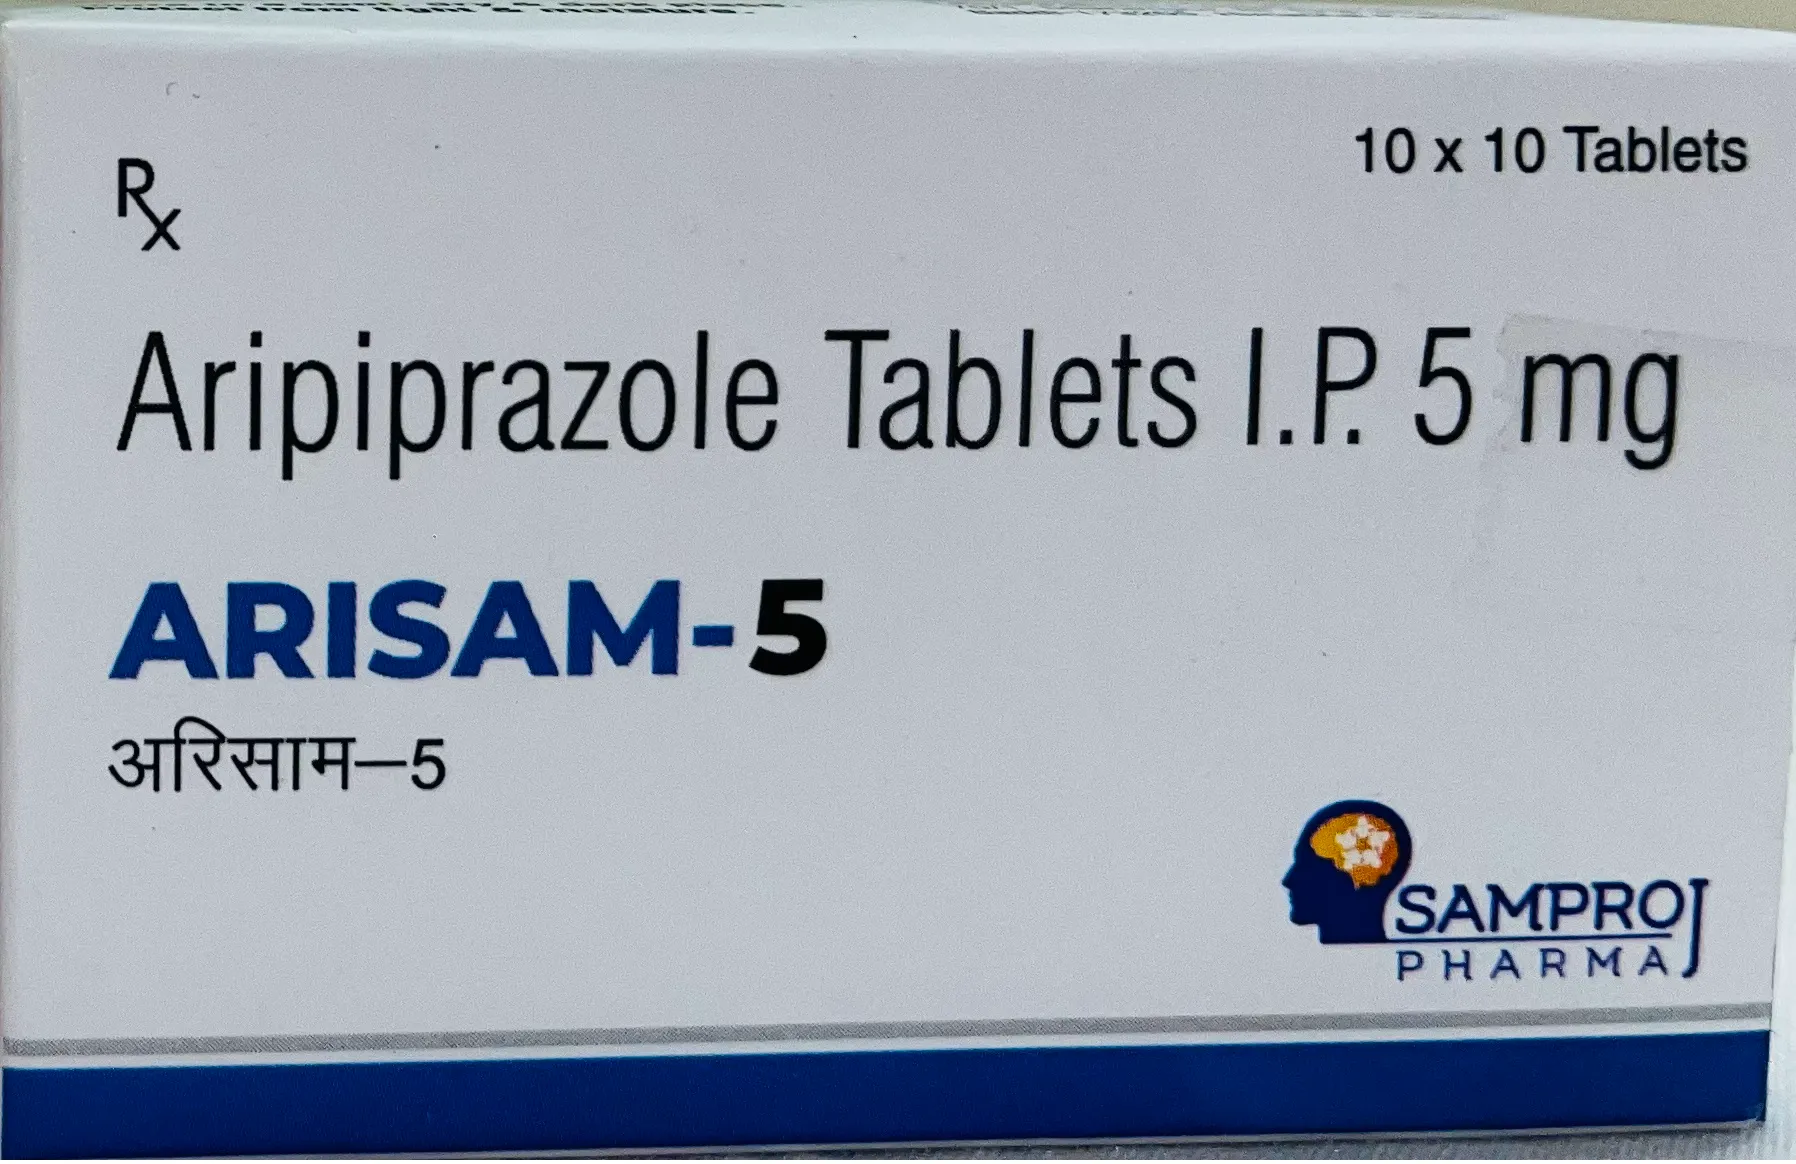 10 x 10 Tablets
Rx
Aripiprazole Tablets I.P. 5 mg
ARISAM-5
अरिसाम–5
SAMPROJ
PHARMA